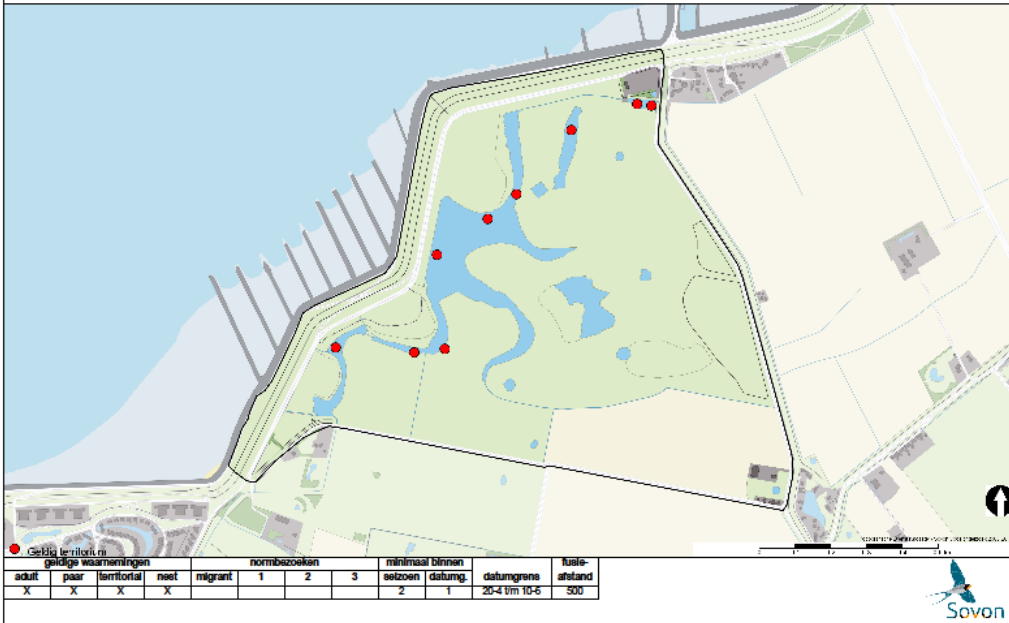 Geldig territorium
geldige waarnemingen normbezoeken minimaal binnen fusie-
adult paar territorial nest migrant 1 2 3 seizoen datumg. datumgrens afstand
X X X X 2 1 20-4 t/m 10-6 500
Sovon